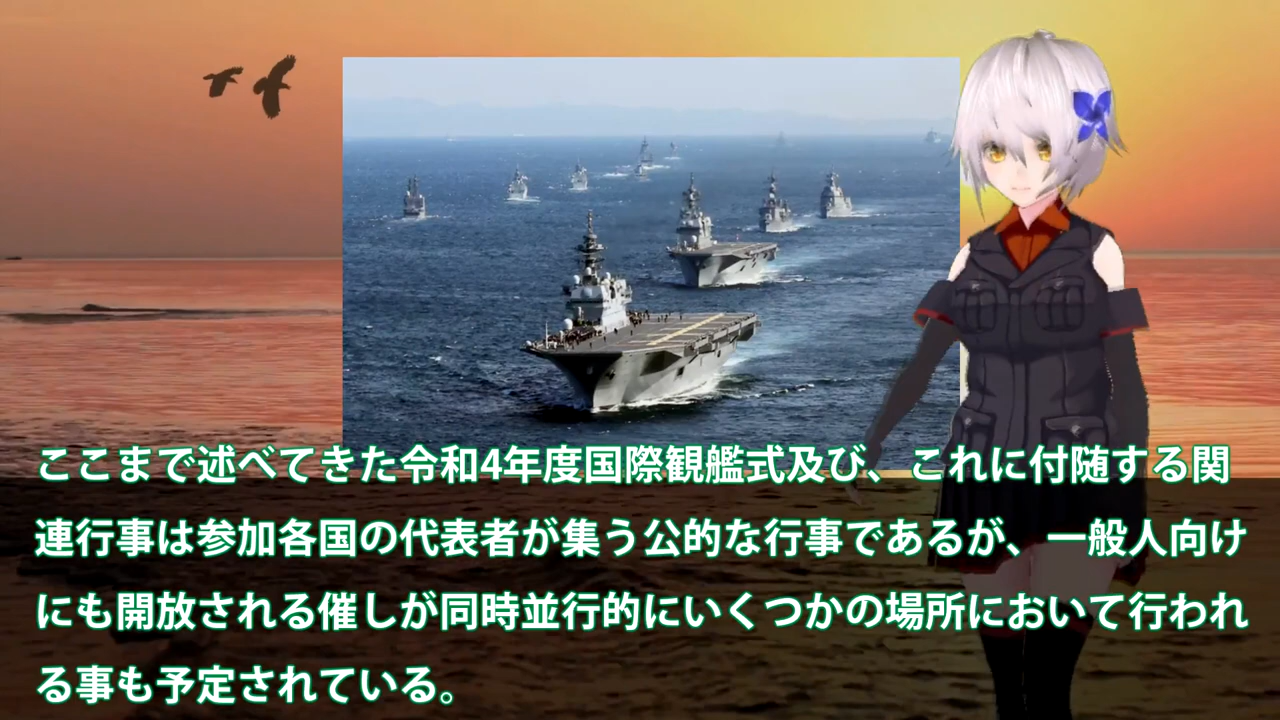 ここまで述べてきた令和4年度国際観艦式及び、これに付随する関
連行事は参加各国の代表者が集う公的な行事であるが、一般人向け
にも開放される催しが同時並行的にいくつかの場所において行われ
る事も予定されている。